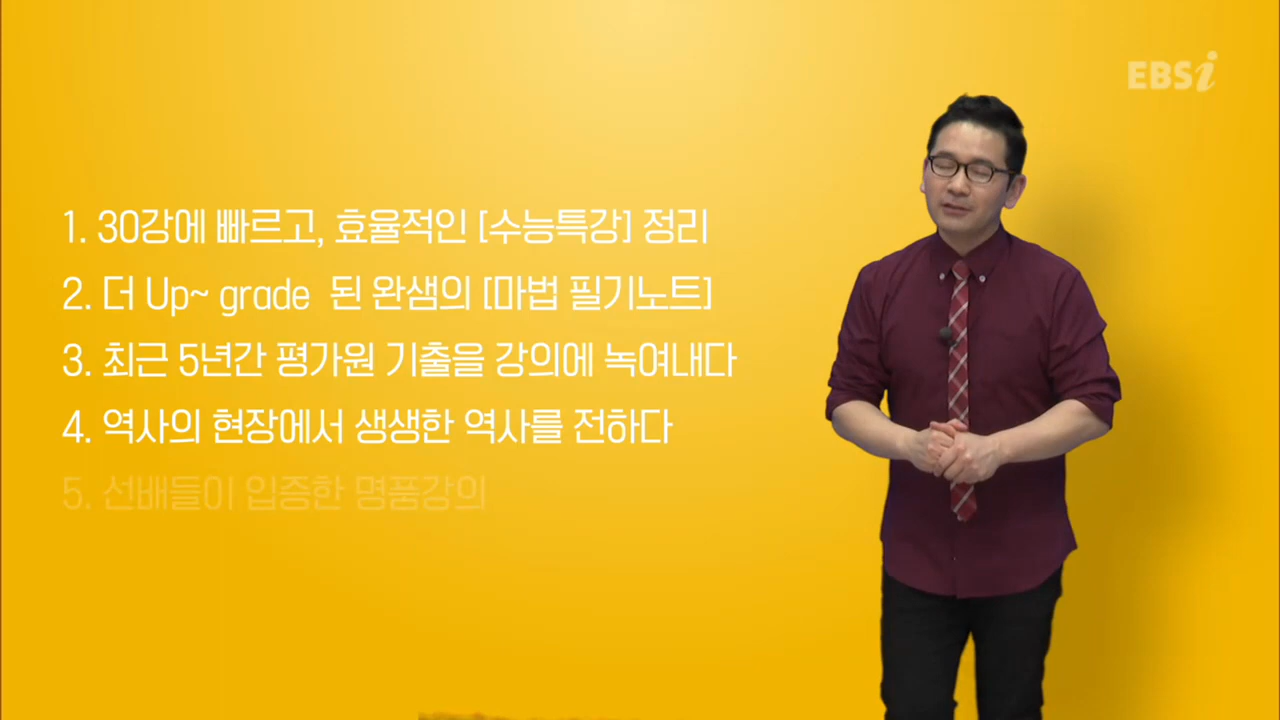 EBSi
1. 30강에 빠르고, 효율적인 [수능특강] 정리
2. 더 Up~ grade 된 완샘의 [마법 필기노트]
3. 최근 5년간 평가원 기출을 강의에 녹여내다
4. 역사의 현장에서 생생한 역사를 전하다
5. 선배들이 입증한 명품강의